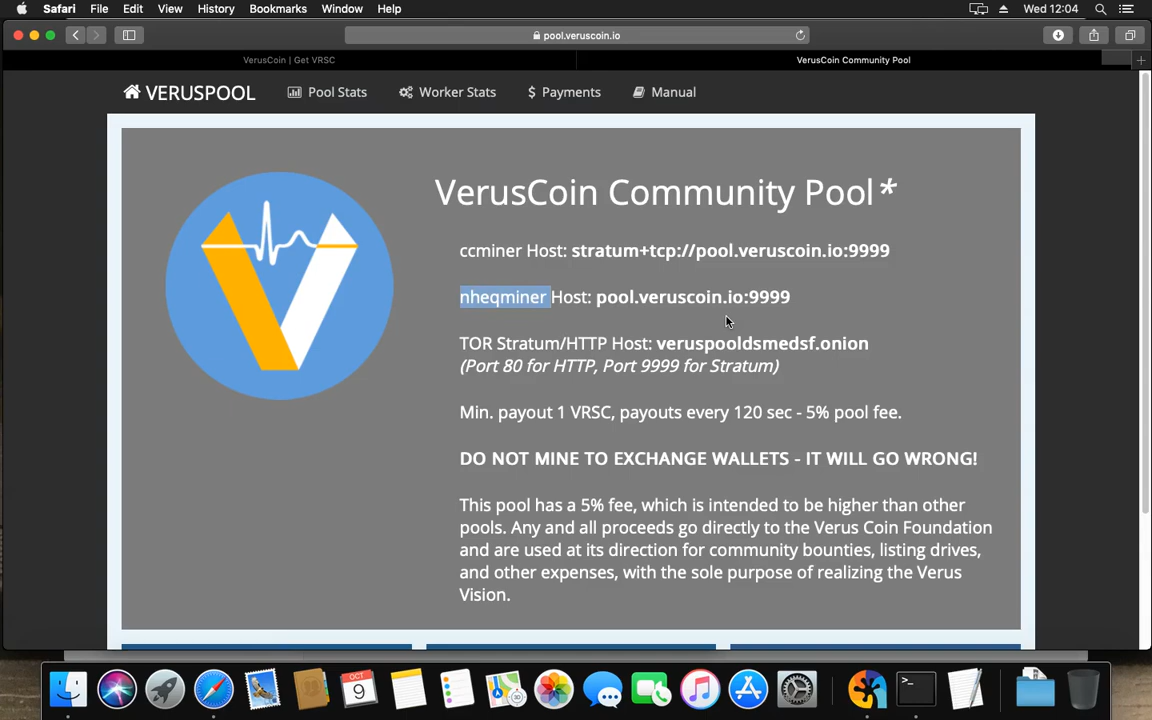 Safari File Edit View History Bookmarks Window Help Wed 12:04
pool.veruscoin.io
VerusCoin | Get VRSC VerusCoin Community Pool
VERUSPOOL Pool Stats Worker Stats $ Payments Manual
VerusCoin Community Pool*
ccminer Host: stratum+tcp://pool.veruscoin.io:9999
nheqminer Host: pool.veruscoin.io:9999
TOR Stratum/HTTP Host: veruspooldsmedsf.onion
(Port 80 for HTTP, Port 9999 for Stratum)
Min. payout 1 VRSC, payouts every 120 sec - 5% pool fee.
DO NOT MINE TO EXCHANGE WALLETS - IT WILL GO WRONG!
This pool has a 5% fee, which is intended to be higher than other
pools. Any and all proceeds go directly to the Verus Coin Foundation
and are used at its direction for community bounties, listing drives,
and other expenses, with the sole purpose of realizing the Verus
Vision.
OCT
9
>_